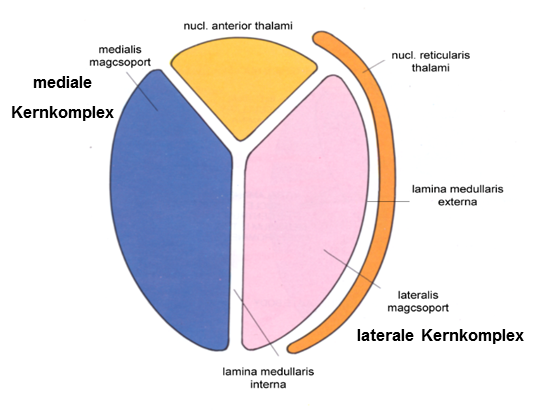 nucl. anterior thalami
medialis
magcsoport
mediale
Kernkomplex
nucl. reticularis
thalami
lamina medullaris
externa
lateralis
magcsoport
laterale Kernkomplex
lamina medullaris
interna